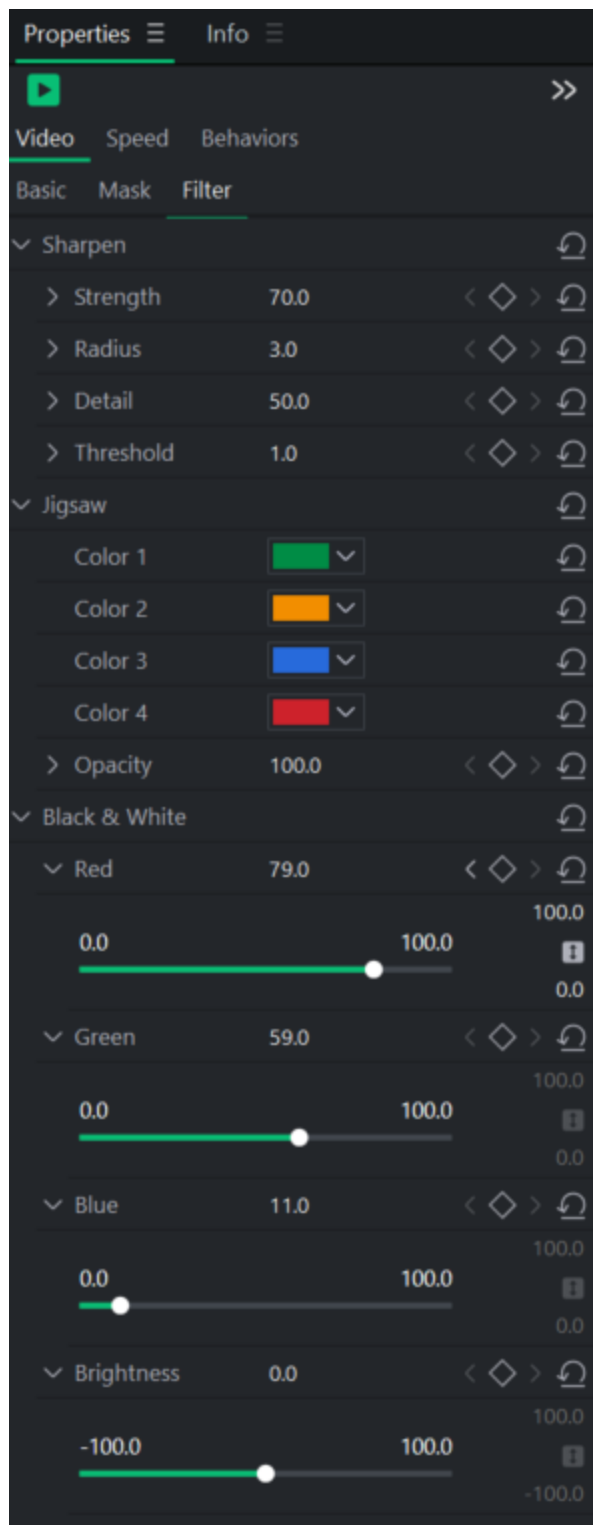 Properties Info
Video Speed Behaviors
Basic Mask Filter
Sharpen
Strength 70.0
Radius 3.0
Detail 50.0
Threshold 1.0
Jigsaw
Color 1
Color 2
Color 3
Color 4
Opacity 100.0
Black & White
Red 79.0
100.0
0.0 100.0
0.0
Green 59.0
100.0
0.0 100.0
0.0
Blue 11.0
100.0
0.0 100.0
0.0
Brightness 0.0
100.0
-100.0 100.0
-100.0